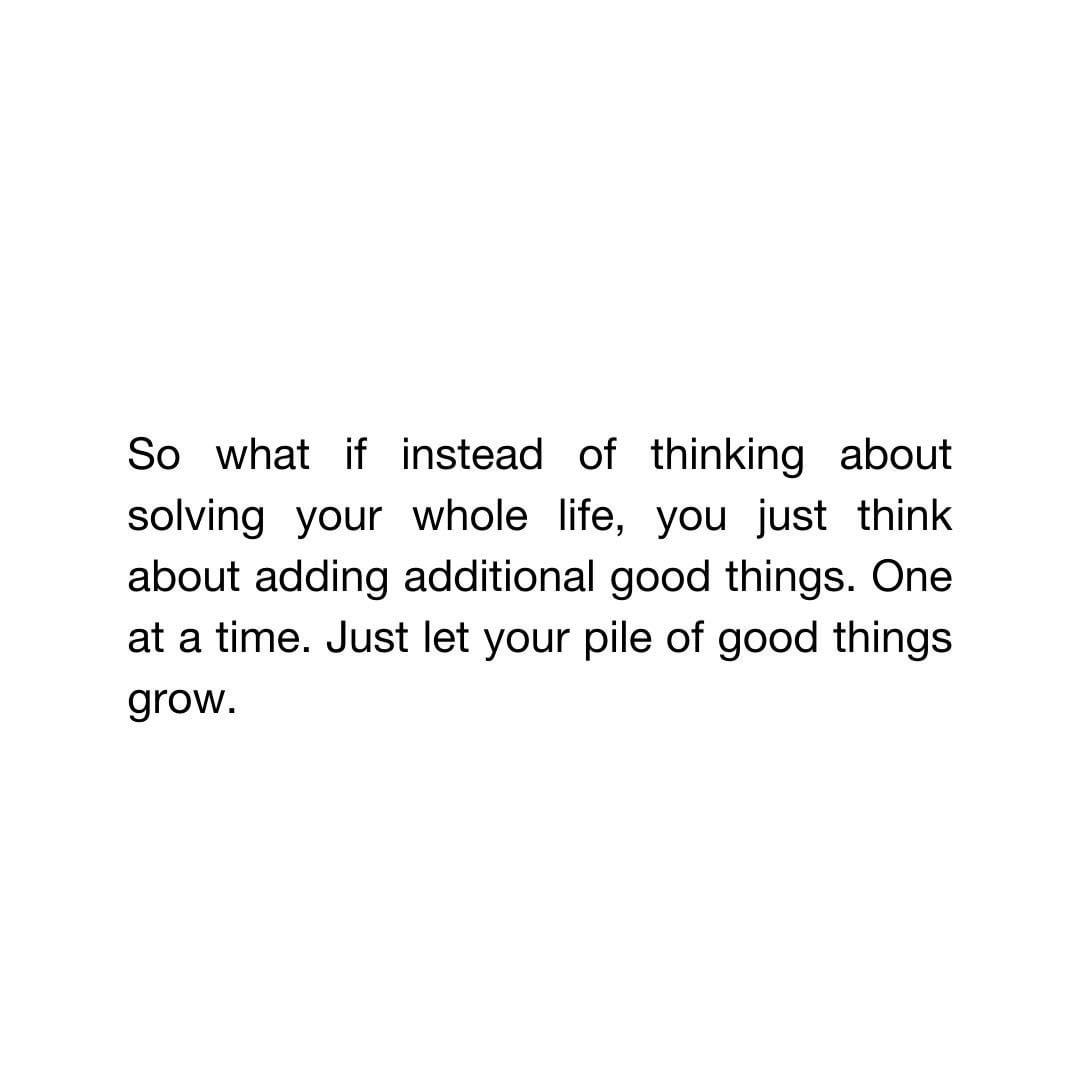 So what if instead of thinking about
solving your whole life, you just think
about adding additional good things. One
at a time. Just let your pile of good things
grow.